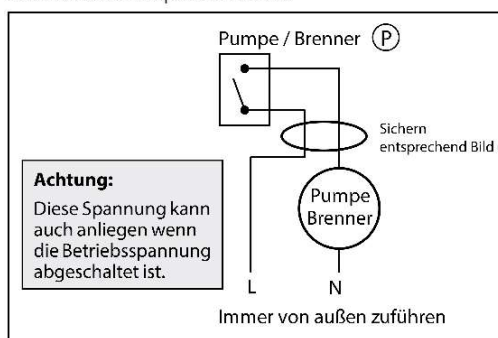 Pumpe / Brenner P
Sichern
entsprechend Bild
Achtung:
Diese Spannung kann
auch anliegen wenn
die Betriebsspannung
abgeschaltet ist.
Pumpe
Brenner
L N
Immer von außen zuführen